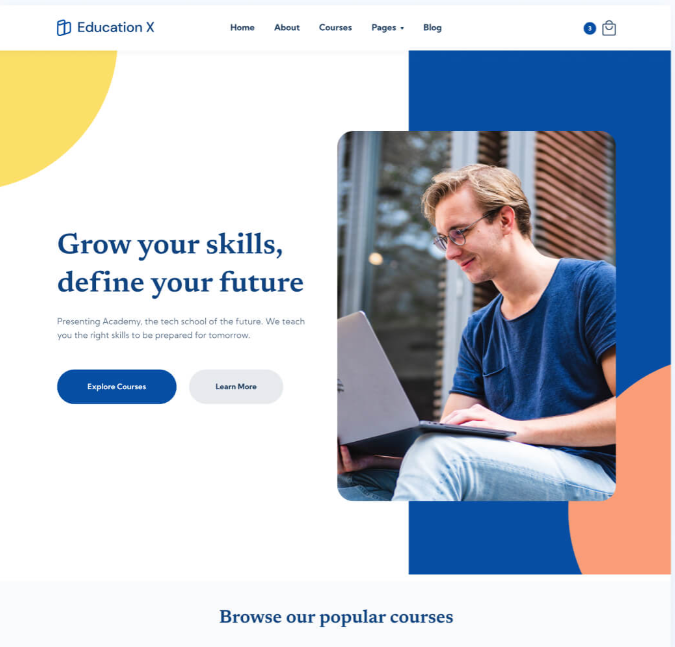 Education X
Home About Courses Pages Blog
3
Grow your skills,
define your future
Presenting Academy, the tech school of the future. We teach
you the right skills to be prepared for tomorrow.
Explore Courses Learn More
Browse our popular courses